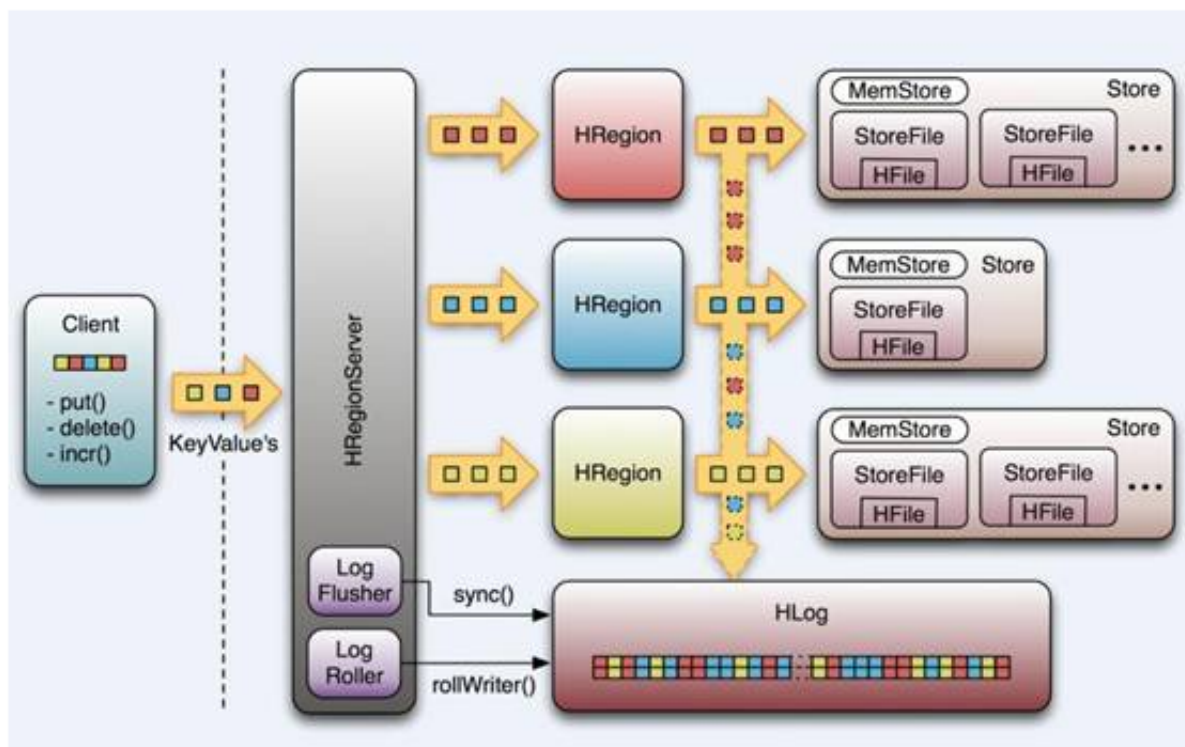 Client
- put()
- delete()
- incr()
KeyValue's
HRegionServer
Log
Flusher
Log
Roller
sync()
rollWriter()
HRegion
MemStore
Store
StoreFile
HFile
StoreFile
HFile
...
HRegion
MemStore
Store
StoreFile
HFile
HRegion
MemStore
Store
StoreFile
HFile
StoreFile
HFile
...
HLog